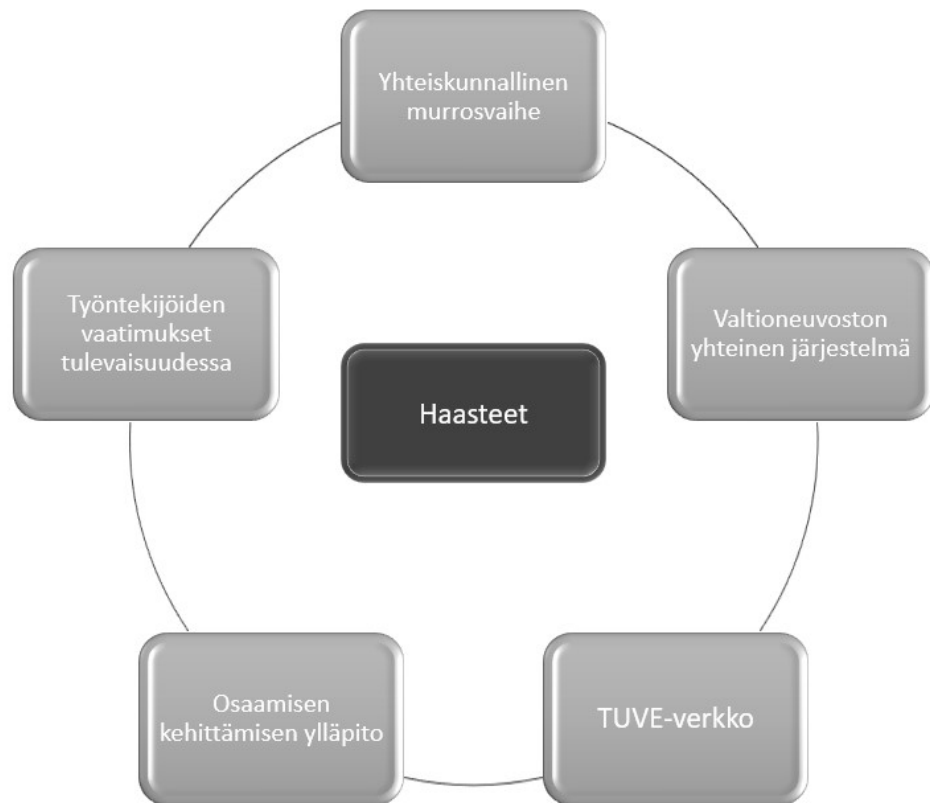 Yhteiskunnallinen
murrosvaihe
Työntekijöiden
vaatimukset
tulevaisuudessa
Valtioneuvoston
yhteinen järjestelmä
Haasteet
Osaamisen
kehittämisen ylläpito
TUVE-verkko